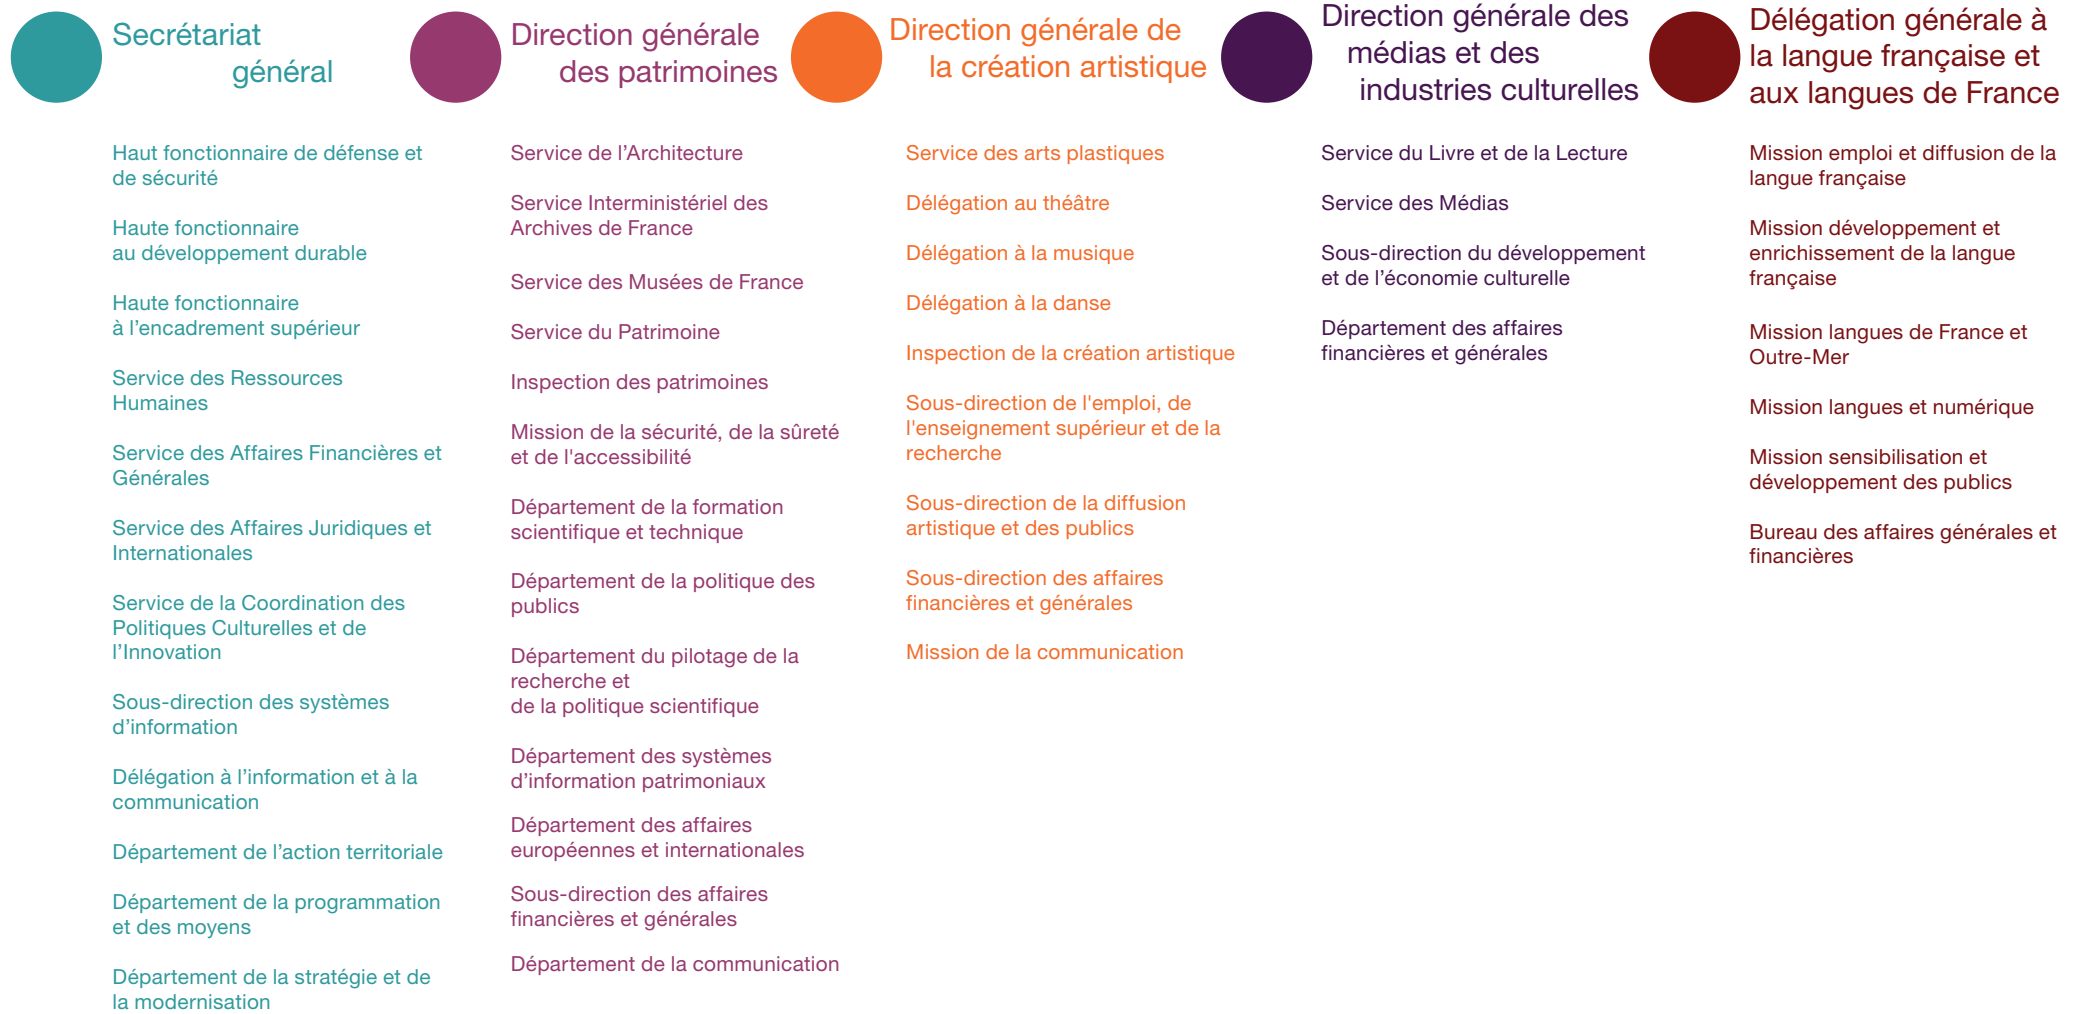 Secrétariat
général
Haut fonctionnaire de défense et
de sécurité
Haute fonctionnaire
au développement durable
Haute fonctionnaire
à l’encadrement supérieur
Service des Ressources
Humaines
Service des Affaires Financières et
Générales
Service des Affaires Juridiques et
Internationales
Service de la Coordination des
Politiques Culturelles et de
l’Innovation
Sous-direction des systèmes
d’information
Délégation à l’information et à la
communication
Département de l’action territoriale
Département de la programmation
et des moyens
Département de la stratégie et de
la modernisation
Direction générale
des patrimoines
Service de l’Architecture
Service Interministériel des
Archives de France
Service des Musées de France
Service du Patrimoine
Inspection des patrimoines
Mission de la sécurité, de la sûreté
et de l'accessibilité
Département de la formation
scientifique et technique
Département de la politique des
publics
Département du pilotage de la
recherche et
de la politique scientifique
Département des systèmes
d’information patrimoniaux
Département des affaires
européennes et internationales
Sous-direction des affaires
financières et générales
Département de la communication
Direction générale de
la création artistique
Service des arts plastiques
Délégation au théâtre
Délégation à la musique
Délégation à la danse
Inspection de la création artistique
Sous-direction de l'emploi, de
l'enseignement supérieur et de la
recherche
Sous-direction de la diffusion
artistique et des publics
Sous-direction des affaires
financières et générales
Mission de la communication
Direction générale des
médias et des
industries culturelles
Service du Livre et de la Lecture
Service des Médias
Sous-direction du développement
et de l’économie culturelle
Département des affaires
financières et générales
Délégation générale à
la langue française et
aux langues de France
Mission emploi et diffusion de la
langue française
Mission développement et
enrichissement de la langue
française
Mission langues de France et
Outre-Mer
Mission langues et numérique
Mission sensibilisation et
développement des publics
Bureau des affaires générales et
financières